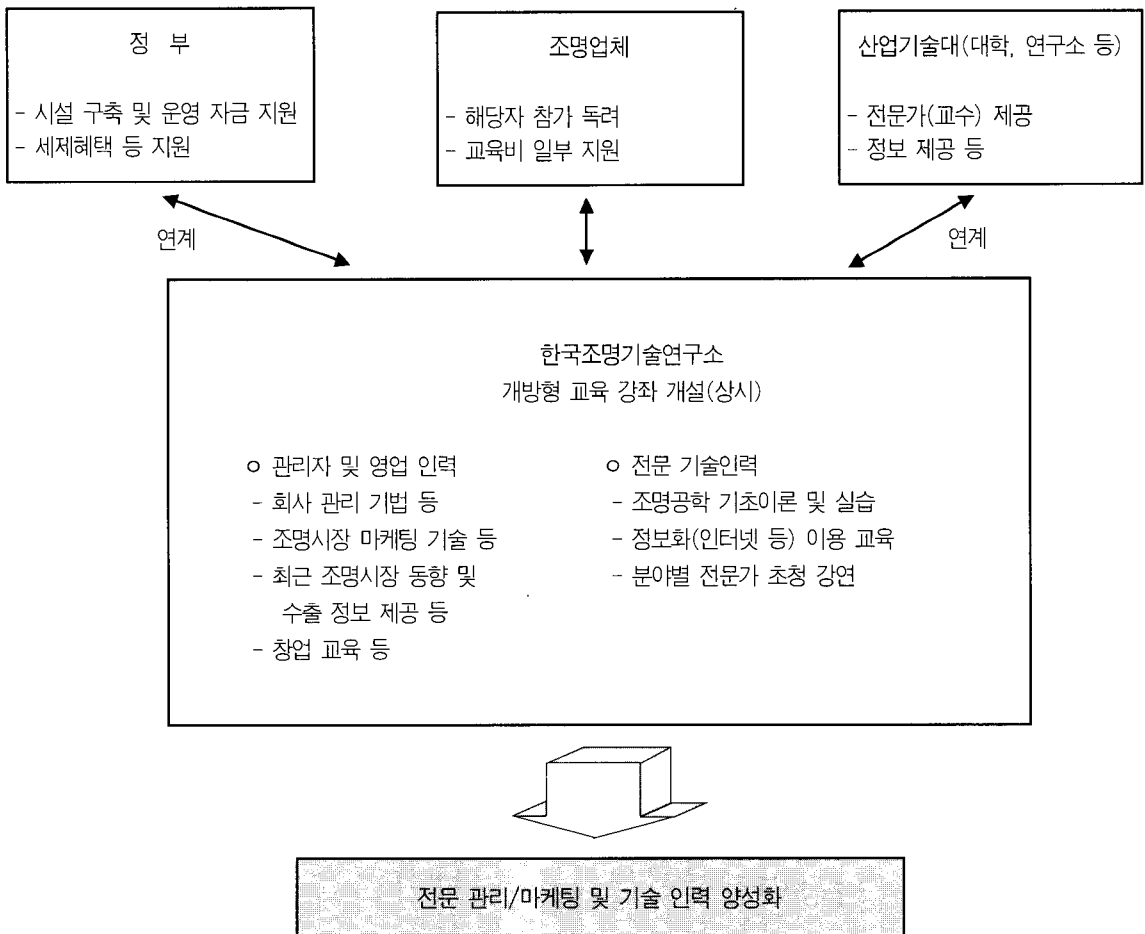 정 부
- 시설 구축 및 운영 자금 지원
- 세제혜택 등 지원
조명업체
- 해당자 참가 독려
- 교육비 일부 지원
산업기술대(대학, 연구소 등)
- 전문가(교수) 제공
- 정보 제공 등
연계
연계
한국조명기술연구소
개방형 교육 강좌 개설(상시)
o 관리자 및 영업 인력
- 회사 관리 기법 등
- 조명시장 마케팅 기술 등
- 최근 조명시장 동향 및
수출 정보 제공 등
- 창업 교육 등
o 전문 기술인력
- 조명공학 기초이론 및 실습
- 정보화(인터넷 등) 이용 교육
- 분야별 전문가 초청 강연
전문 관리/마케팅 및 기술 인력 양성화